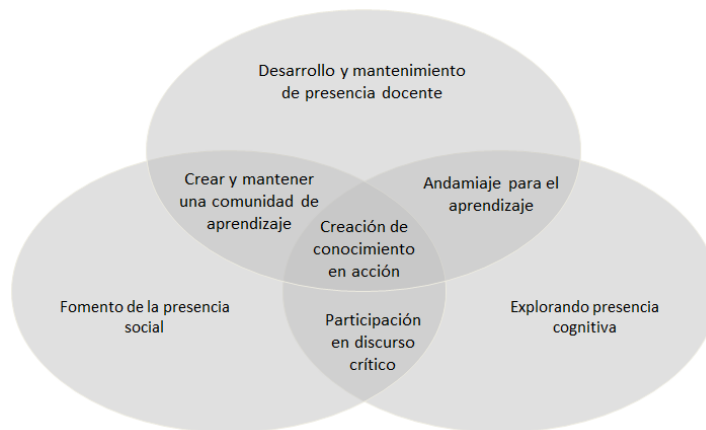 Desarrollo y mantenimiento
de presencia docente
Crear y mantener
una comunidad de
aprendizaje
Andamiaje para el
aprendizaje
Creación de
conocimiento
en acción
Fomento de la presencia
social
Participación
en discurso
crítico
Explorando presencia
cognitiva